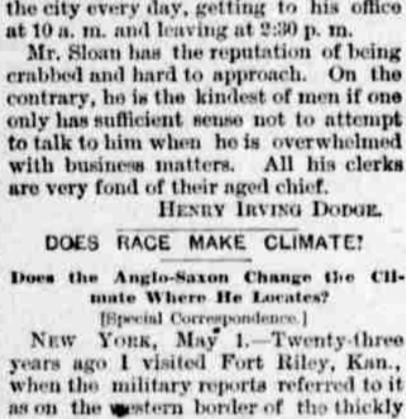 the city every day, getting to his office
at 10 a. m. and leaving at 2:30 p. m.
Mr. Sloan has the reputation of being
crabbed and hard to approach. On the
contrary, he is the kindest of men if one
only has sufficient sense not to attempt
to talk to him when he is overwhelmed
with business matters. All his clerks
are very fond of their aged chief.
HENRY IRVING DODGE.
DOES RACE MAKE CLIMATE?
Does the Anglo-Saxon Change the Cli-
mate Where He Locates?
[Special Correspondence.]
NEW YORK, May 1.—Twenty-three
years ago I visited Fort Riley, Kan.,
when the military reports referred to it
as on the western border of the thickly